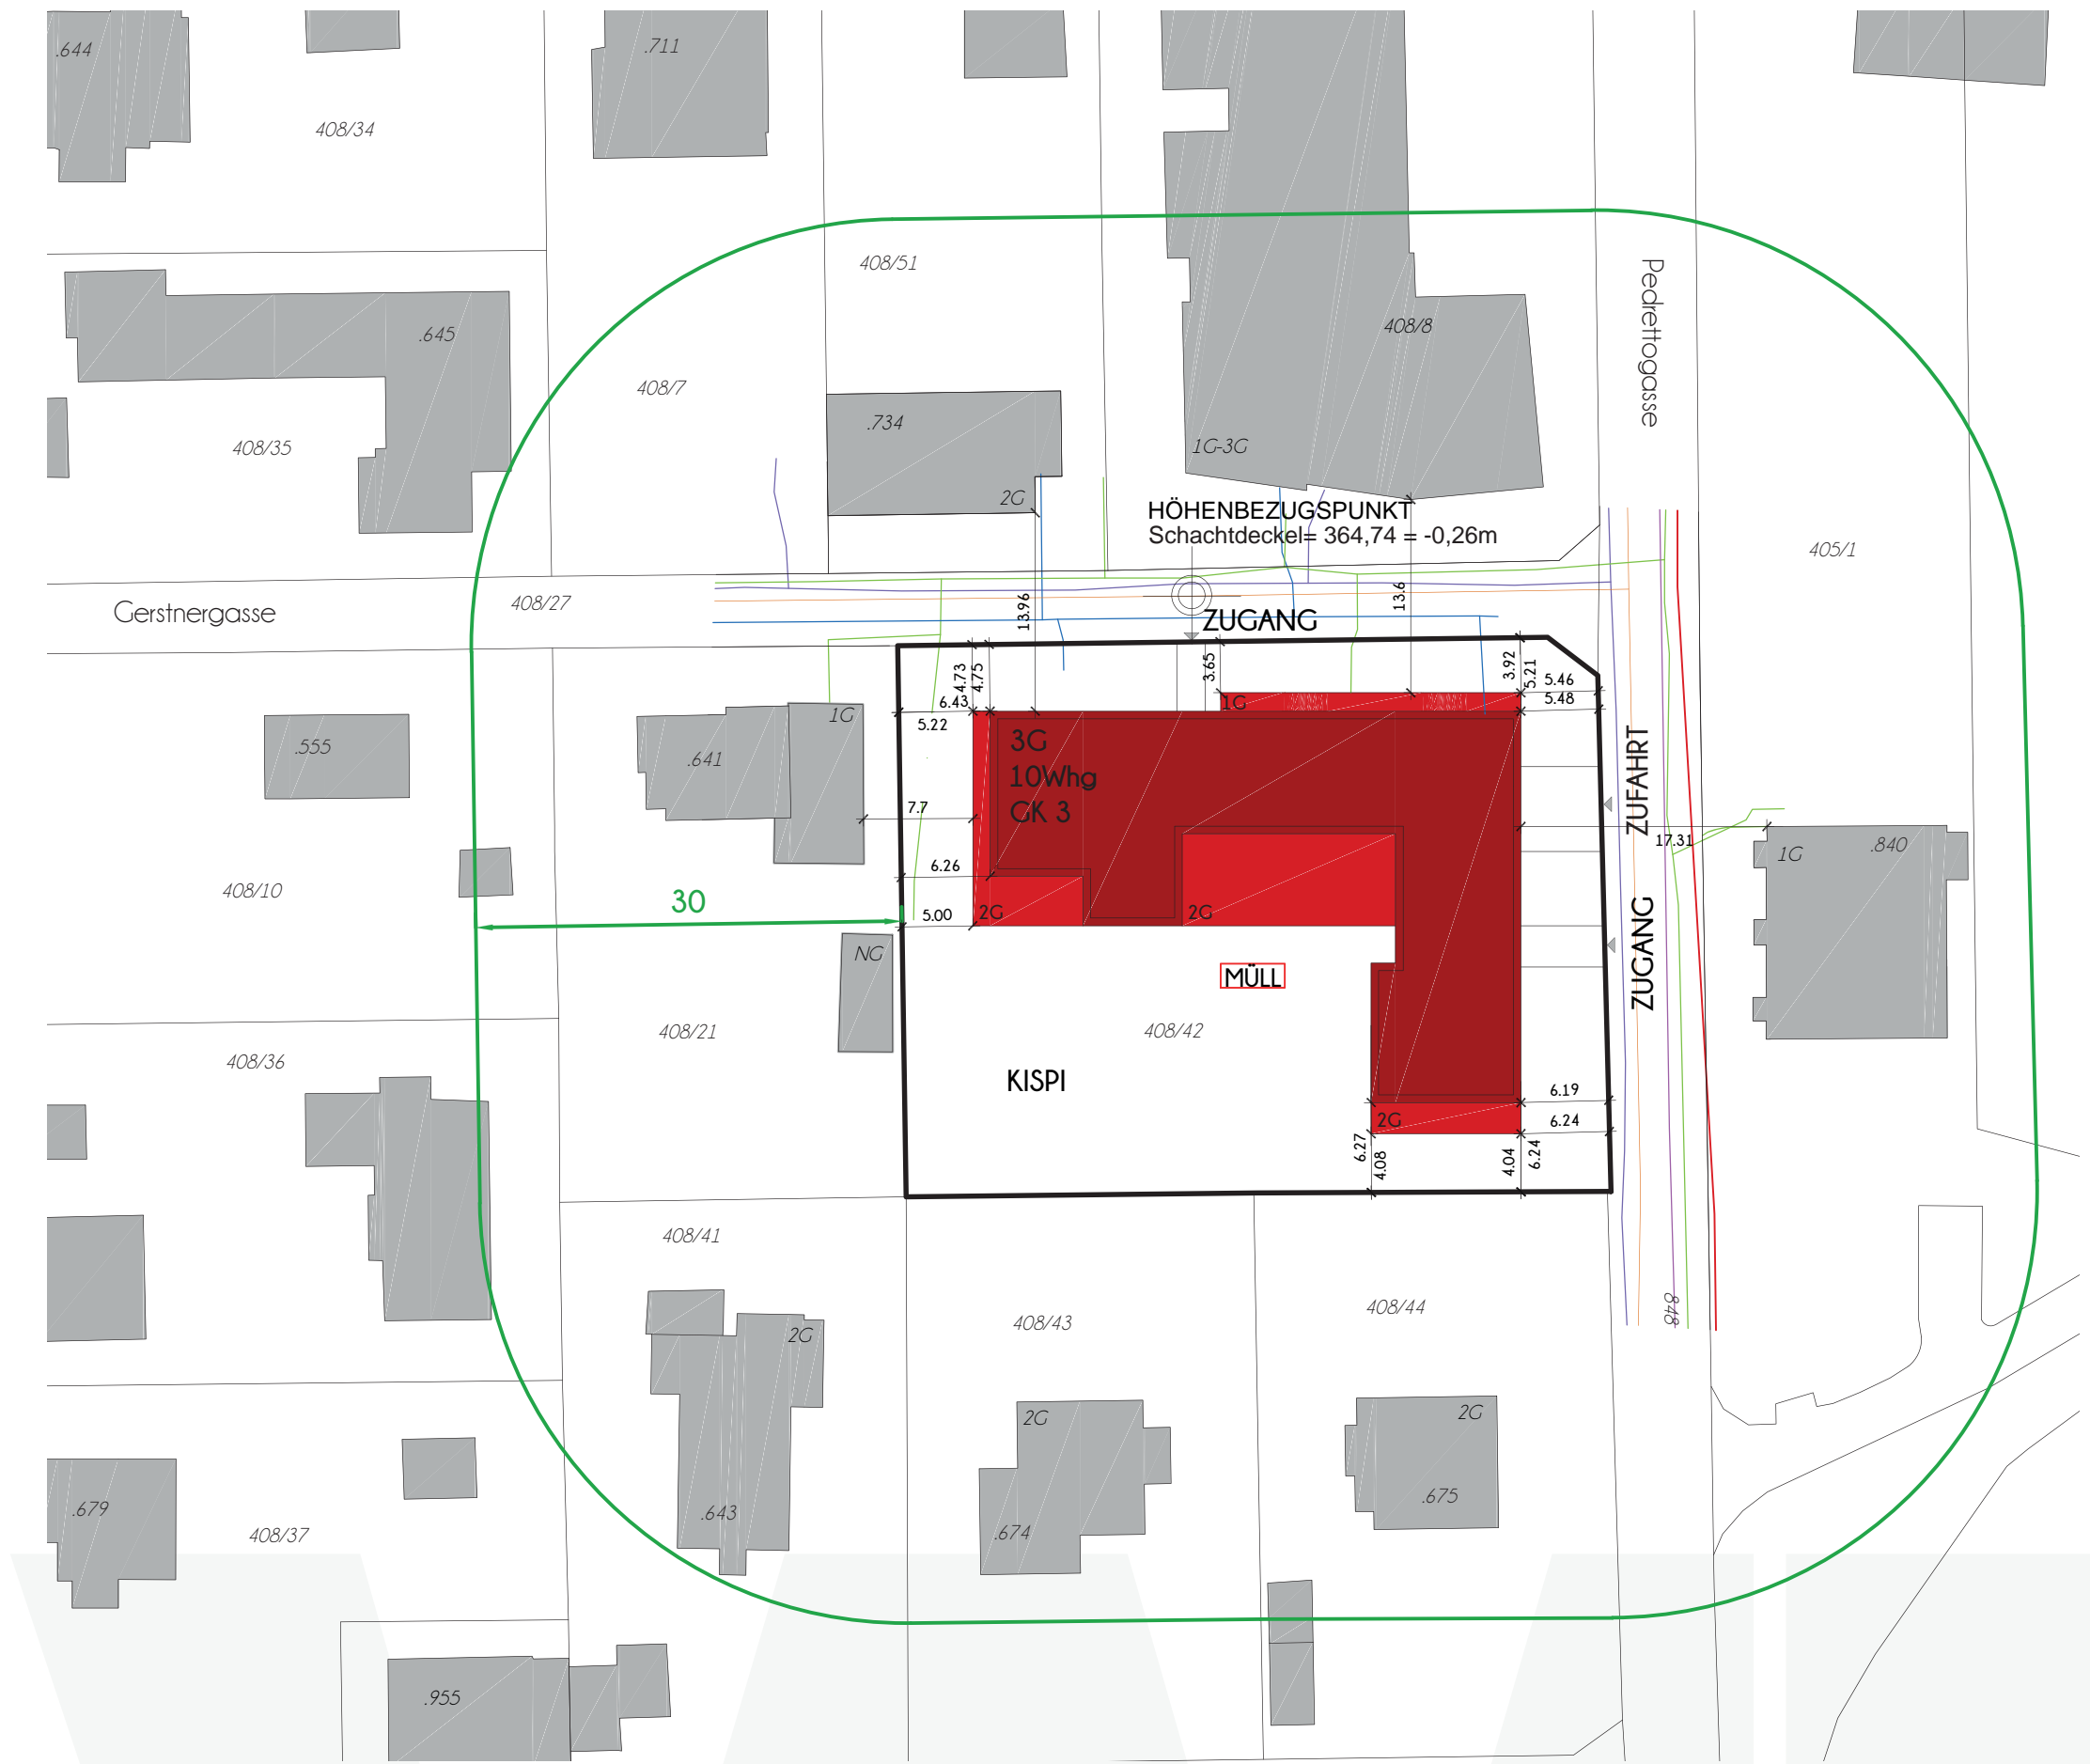 .644
.711
408/34
408/51
Pedrettogasse
408/8
.645
408/7
408/35
.734
1G-3G
2G
HÖHENBEZUGSPUNKT
Schachtdeckel= 364,74 = -0,26m
405/1
Gerstnergasse
408/27
13.96
13.6
ZUGANG
4.73
4.75
3.65
3.92
5.21
5.46
5.48
6.43
5.22
1G
1G
.555
.641
3G
10Whg
GK 3
7.7
ZUFAHRT
17.31
1G
.840
6.26
408/10
30
5.00
2G
2G
ZUGANG
NG
MÜLL
408/21
408/42
408/36
KISPI
6.19
6.24
2G
6.27
4.08
4.04
6.24
408/41
408/43
408/44
848
2G
2G
2G
.643
.674
.675
.679
408/37
.955